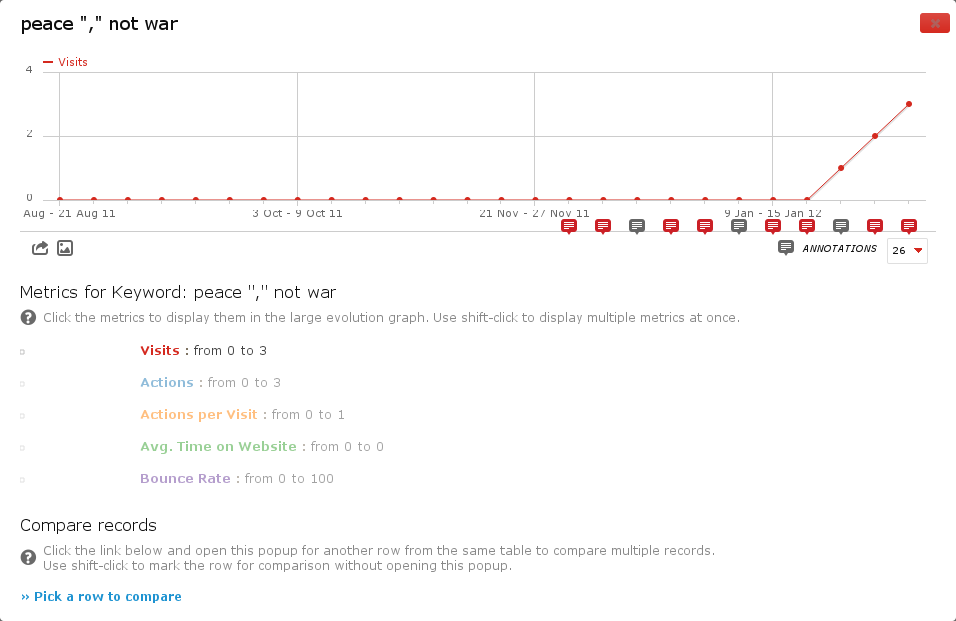 peace "," not war
Visits
4
2
0
Aug - 21 Aug 11
3 Oct - 9 Oct 11
21 Nov - 27 Nov 11
9 Jan - 15 Jan 12
ANNOTATIONS
26
Metrics for Keyword: peace "," not war
? Click the metrics to display them in the large evolution graph. Use shift-click to display multiple metrics at once.
Visits : from 0 to 3
Actions : from 0 to 3
Actions per Visit : from 0 to 1
Avg. Time on Website : from 0 to 0
Bounce Rate : from 0 to 100
Compare records
? Click the link below and open this popup for another row from the same table to compare multiple records.
Use shift-click to mark the row for comparison without opening this popup.
» Pick a row to compare